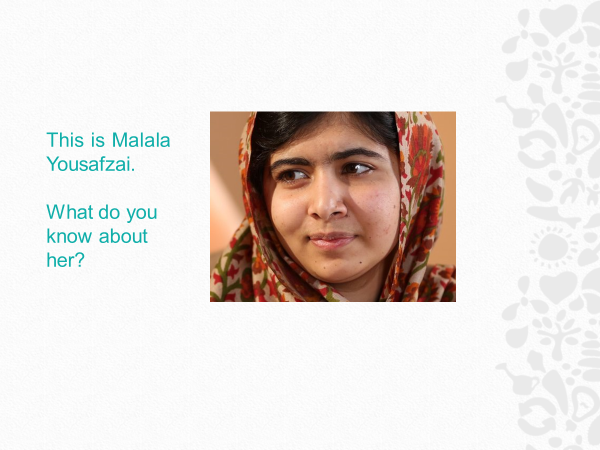 This is Malala
Yousafzai.
What do you
know about
her?